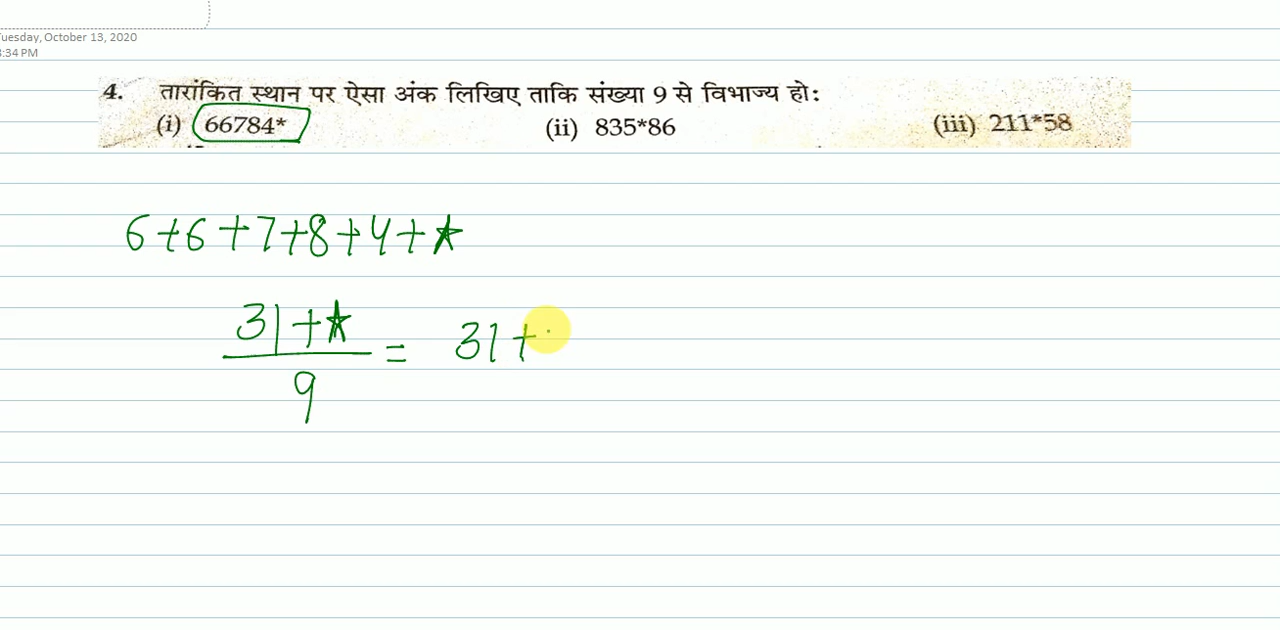 Tuesday, October 13, 2020
8:34 PM
4. तारांकित स्थान पर ऐसा अंक लिखिए ताकि संख्या 9 से विभाज्य हो:
(i) 66784* (ii) 835*86 (iii) 211*58
6+6+7+8+4+*
31+*
9
= 31+